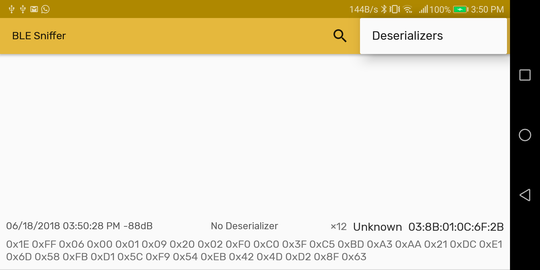 144B/s 100% 3:50 PM
BLE Sniffer Deserializers
06/18/2018 03:50:28 PM -88dB No Deserializer ×12 Unknown 03:8B:01:0C:6F:2B
0x1E 0xFF 0x06 0x00 0x01 0x09 0x20 0x02 0xF0 0xC0 0x3F 0xC5 0xBD 0xA3 0xAA 0x21 0xDC 0xE1
0x6D 0x58 0xFB 0xD1 0x5C 0xF9 0x54 0xEB 0x42 0x4D 0xD2 0x8F 0x63